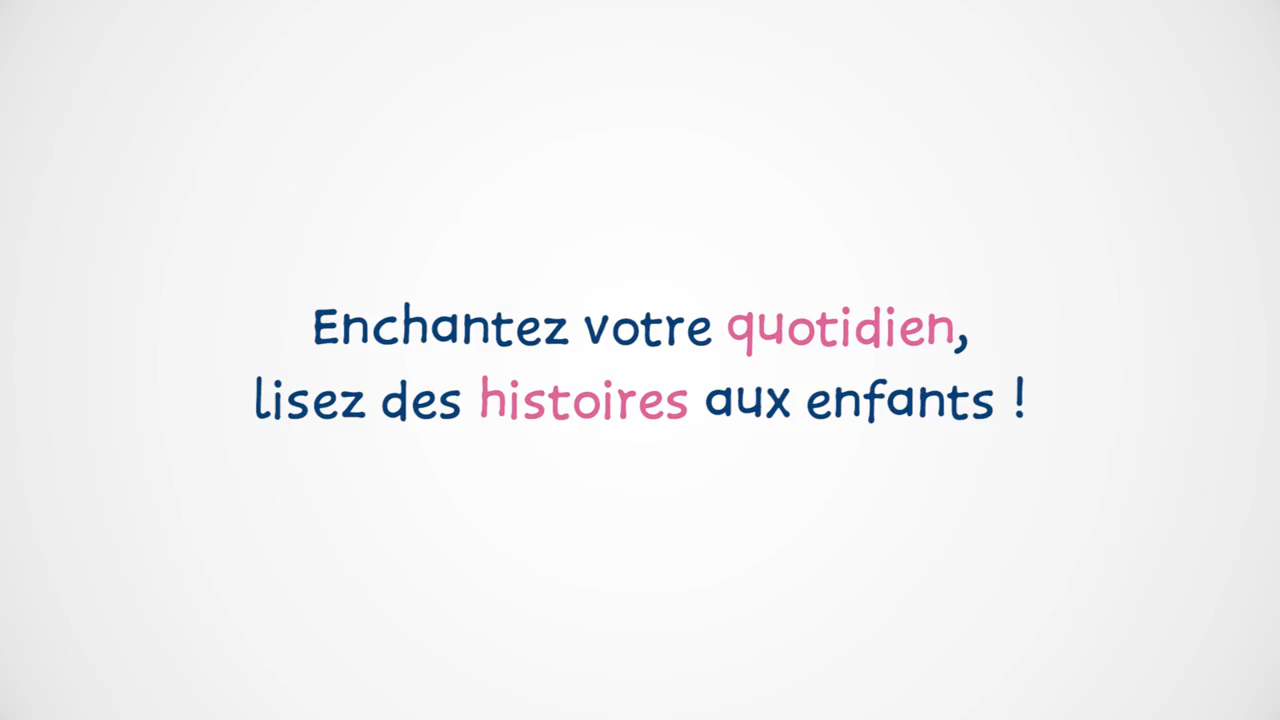 Enchantez votre quotidien,
lisez des histoires aux enfants !